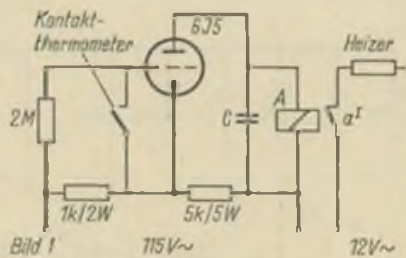 Kontakt-
thermometer
6J5
Heizer
2M
C
A
a^I
1k/2W
5k/5W
Bild 1
115V~
12V~